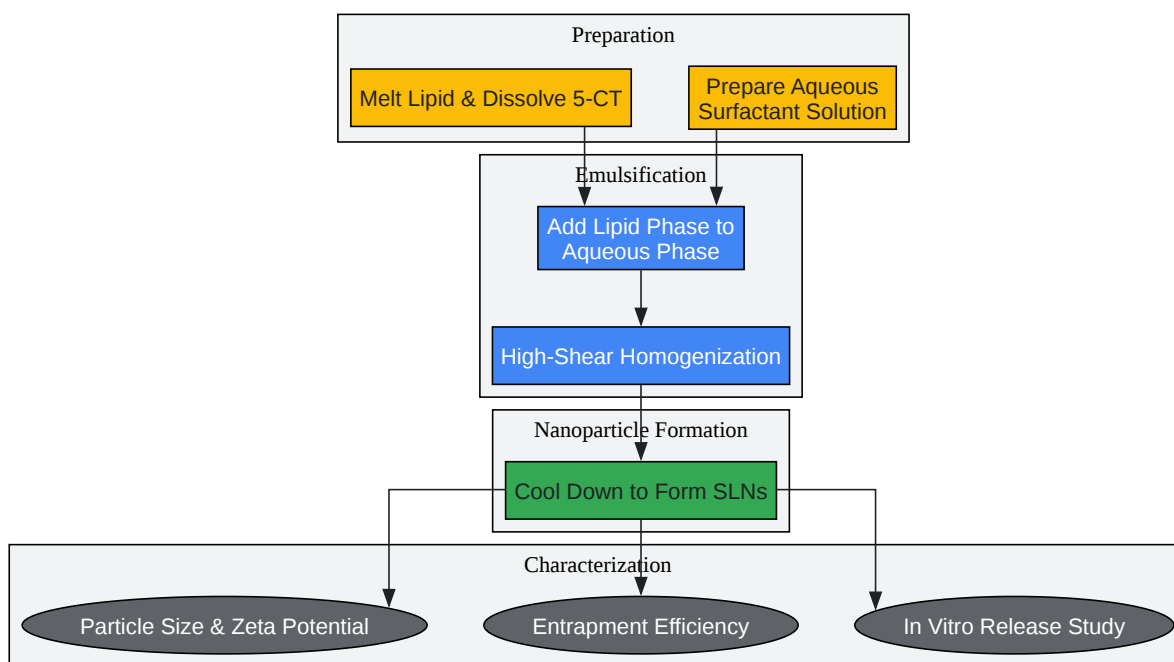 Preparation
Melt Lipid & Dissolve 5-CT
Prepare Aqueous
Surfactant Solution
Emulsification
Add Lipid Phase to
Aqueous Phase
High-Shear Homogenization
Nanoparticle Formation
Cool Down to Form SLNs
Characterization
Particle Size & Zeta Potential
Entrapment Efficiency
In Vitro Release Study